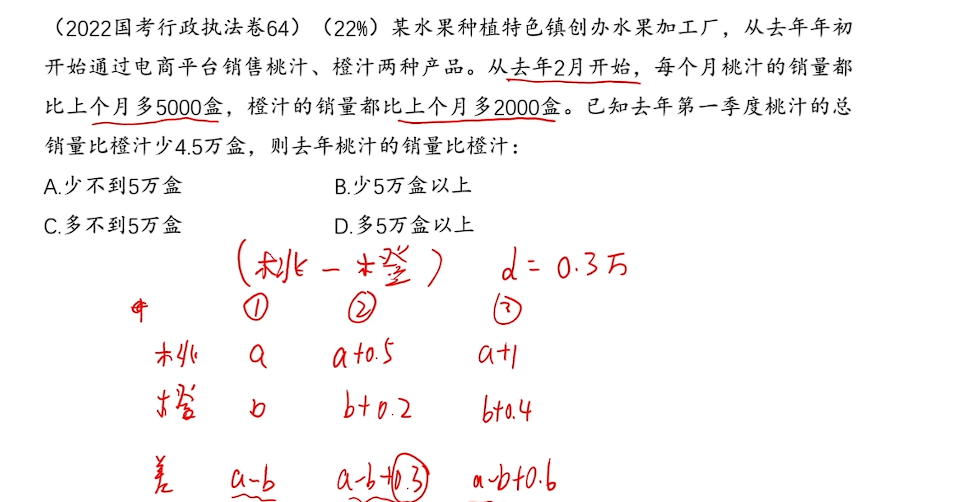 （2022国考行政执法卷64）（22%）某水果种植特色镇创办水果加工厂，从去年年初
开始通过电商平台销售桃汁、橙汁两种产品。从去年2月开始，每个月桃汁的销量都
比上个月多5000盒，橙汁的销量都比上个月多2000盒。已知去年第一季度桃汁的总
销量比橙汁少4.5万盒，则去年桃汁的销量比橙汁：
A.少不到5万盒 B.少5万盒以上
C.多不到5万盒 D.多5万盒以上
(桃 - 橙) d = 0.3万
① ② ③
桃 a a+0.5 a+1
橙 b b+0.2 b+0.4
差 a-b a-b+0.3 a-b+0.6